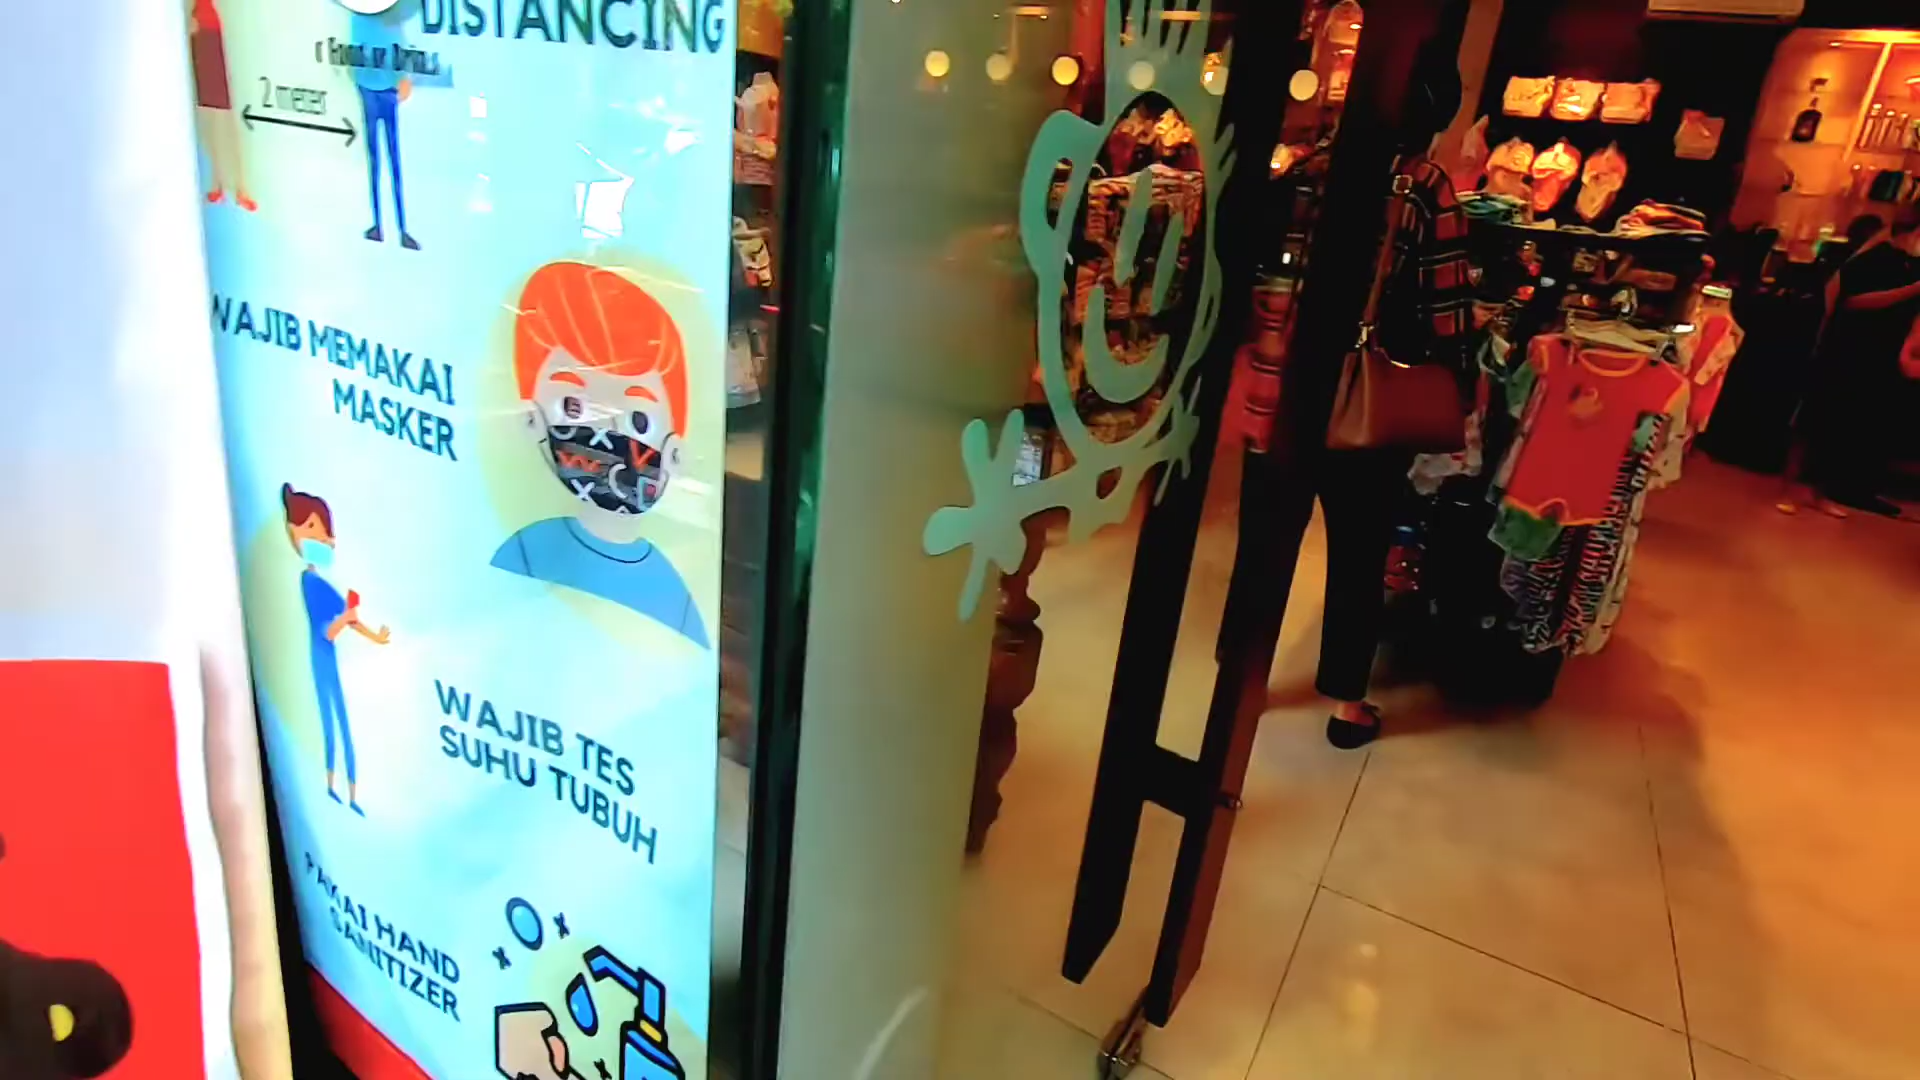 DISTANCING
2 meter
WAJIB MEMAKAI
MASKER
WAJIB TES
SUHU TUBUH
PAKAI HAND
SANITIZER